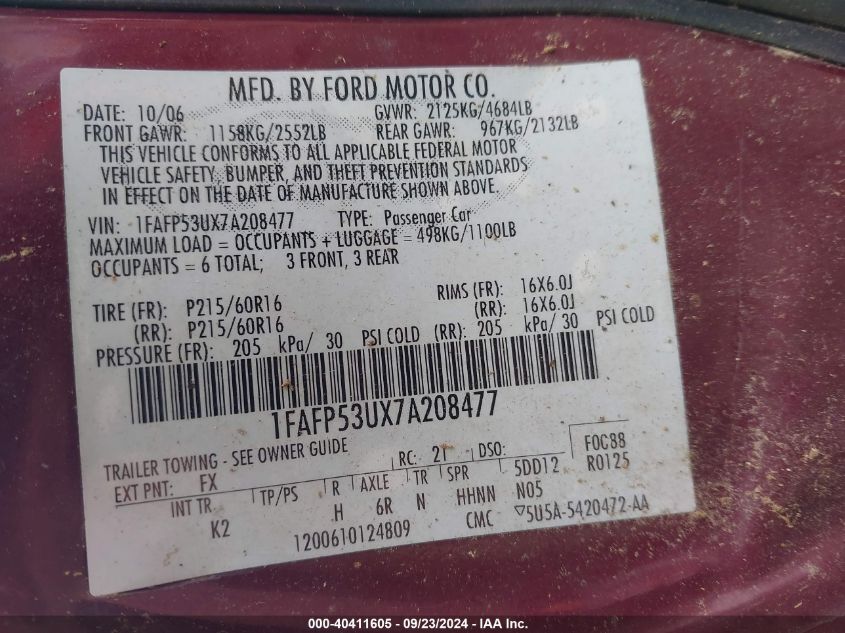 MFD. BY FORD MOTOR CO.
DATE: 10/06 GVWR: 2125KG/4684LB
FRONT GAWR: 1158KG/2552LB REAR GAWR: 967KG/2132LB
THIS VEHICLE CONFORMS TO ALL APPLICABLE FEDERAL MOTOR
VEHICLE SAFETY, BUMPER, AND THEFT PREVENTION STANDARDS
IN EFFECT ON THE DATE OF MANUFACTURE SHOWN ABOVE.
VIN: 1FAFP53UX7A208477 TYPE: Passenger Car
MAXIMUM LOAD = OCCUPANTS + LUGGAGE = 498KG/1100LB
OCCUPANTS = 6 TOTAL; 3 FRONT, 3 REAR
TIRE (FR): P215/60R16 RIMS (FR): 16X6.0J
(RR): P215/60R16 (RR): 16X6.0J
PRESSURE (FR): 205 kPa/ 30 PSI COLD (RR): 205 kPa/ 30 PSI COLD
1FAFP53UX7A208477
TRAILER TOWING - SEE OWNER GUIDE RC: 21 DSO: F0C88
EXT PNT: FX 5DD12 R0125
INT TR TP/PS R AXLE TR SPR N05
K2 H 6R N HHNN
1200610124809 CMC ▽5U5A-5420472-AA
000-40411605 - 09/23/2024 - IAA Inc.